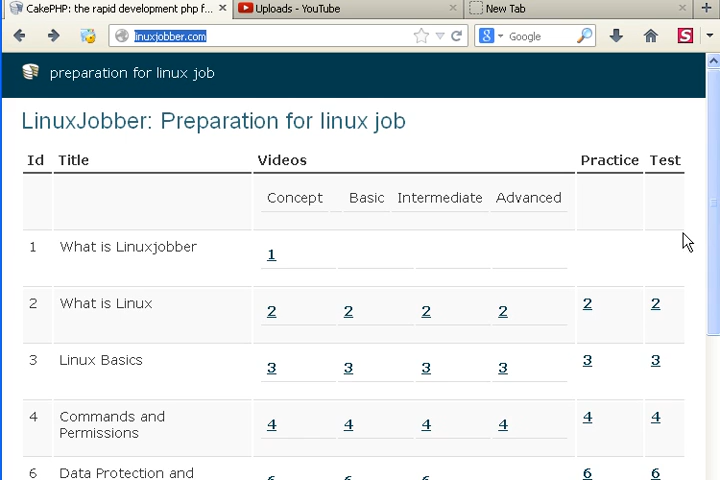 CakePHP: the rapid development php f... Uploads - YouTube New Tab
linuxjobber.com Google
preparation for linux job
LinuxJobber: Preparation for linux job
Id Title Videos Practice Test
Concept Basic Intermediate Advanced
1 What is Linuxjobber 1
2 What is Linux 2 2 2 2 2 2
3 Linux Basics 3 3 3 3 3 3
4 Commands and 4 4 4 4 4 4
Permissions
6 Data Protection and 6 6 6 6 6